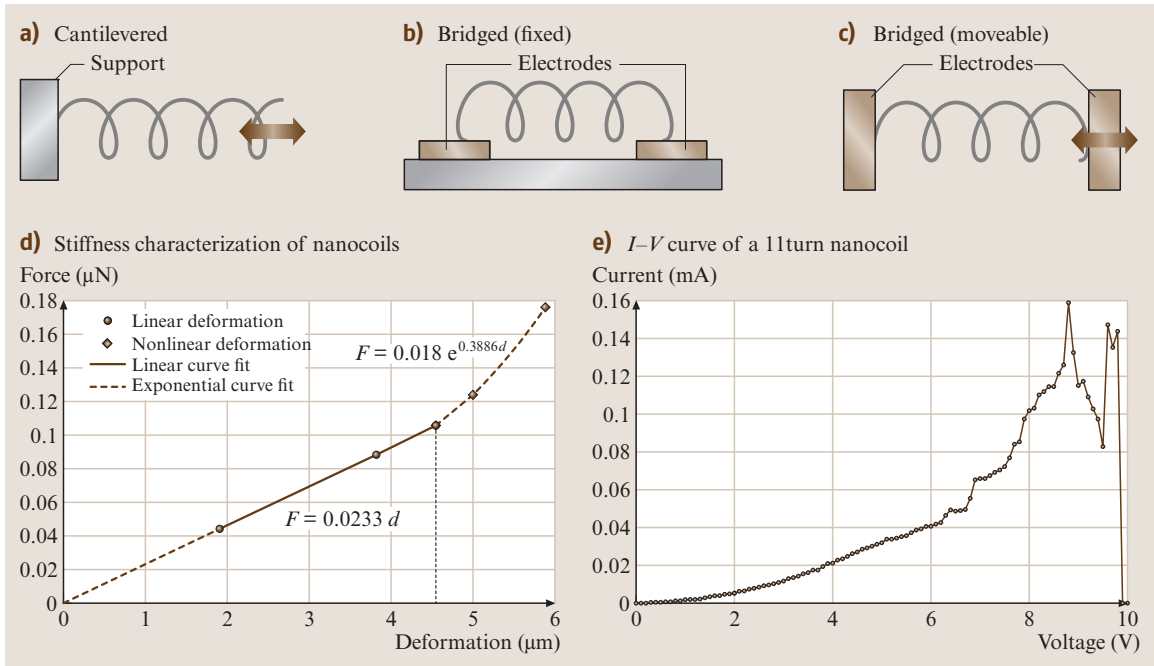 a) Cantilevered
Support
b) Bridged (fixed)
Electrodes
c) Bridged (moveable)
Electrodes
d) Stiffness characterization of nanocoils
Force (μN)
0.18
0.16
0.14
0.12
0.1
0.08
0.06
0.04
0.02
0
Linear deformation
Nonlinear deformation
Linear curve fit
Exponential curve fit
F = 0.018 e^0.3886d
F = 0.0233 d
0 1 2 3 4 5 6
Deformation (μm)
e) I–V curve of a 11turn nanocoil
Current (mA)
0.16
0.14
0.12
0.1
0.08
0.06
0.04
0.02
0
0 2 4 6 8 10
Voltage (V)